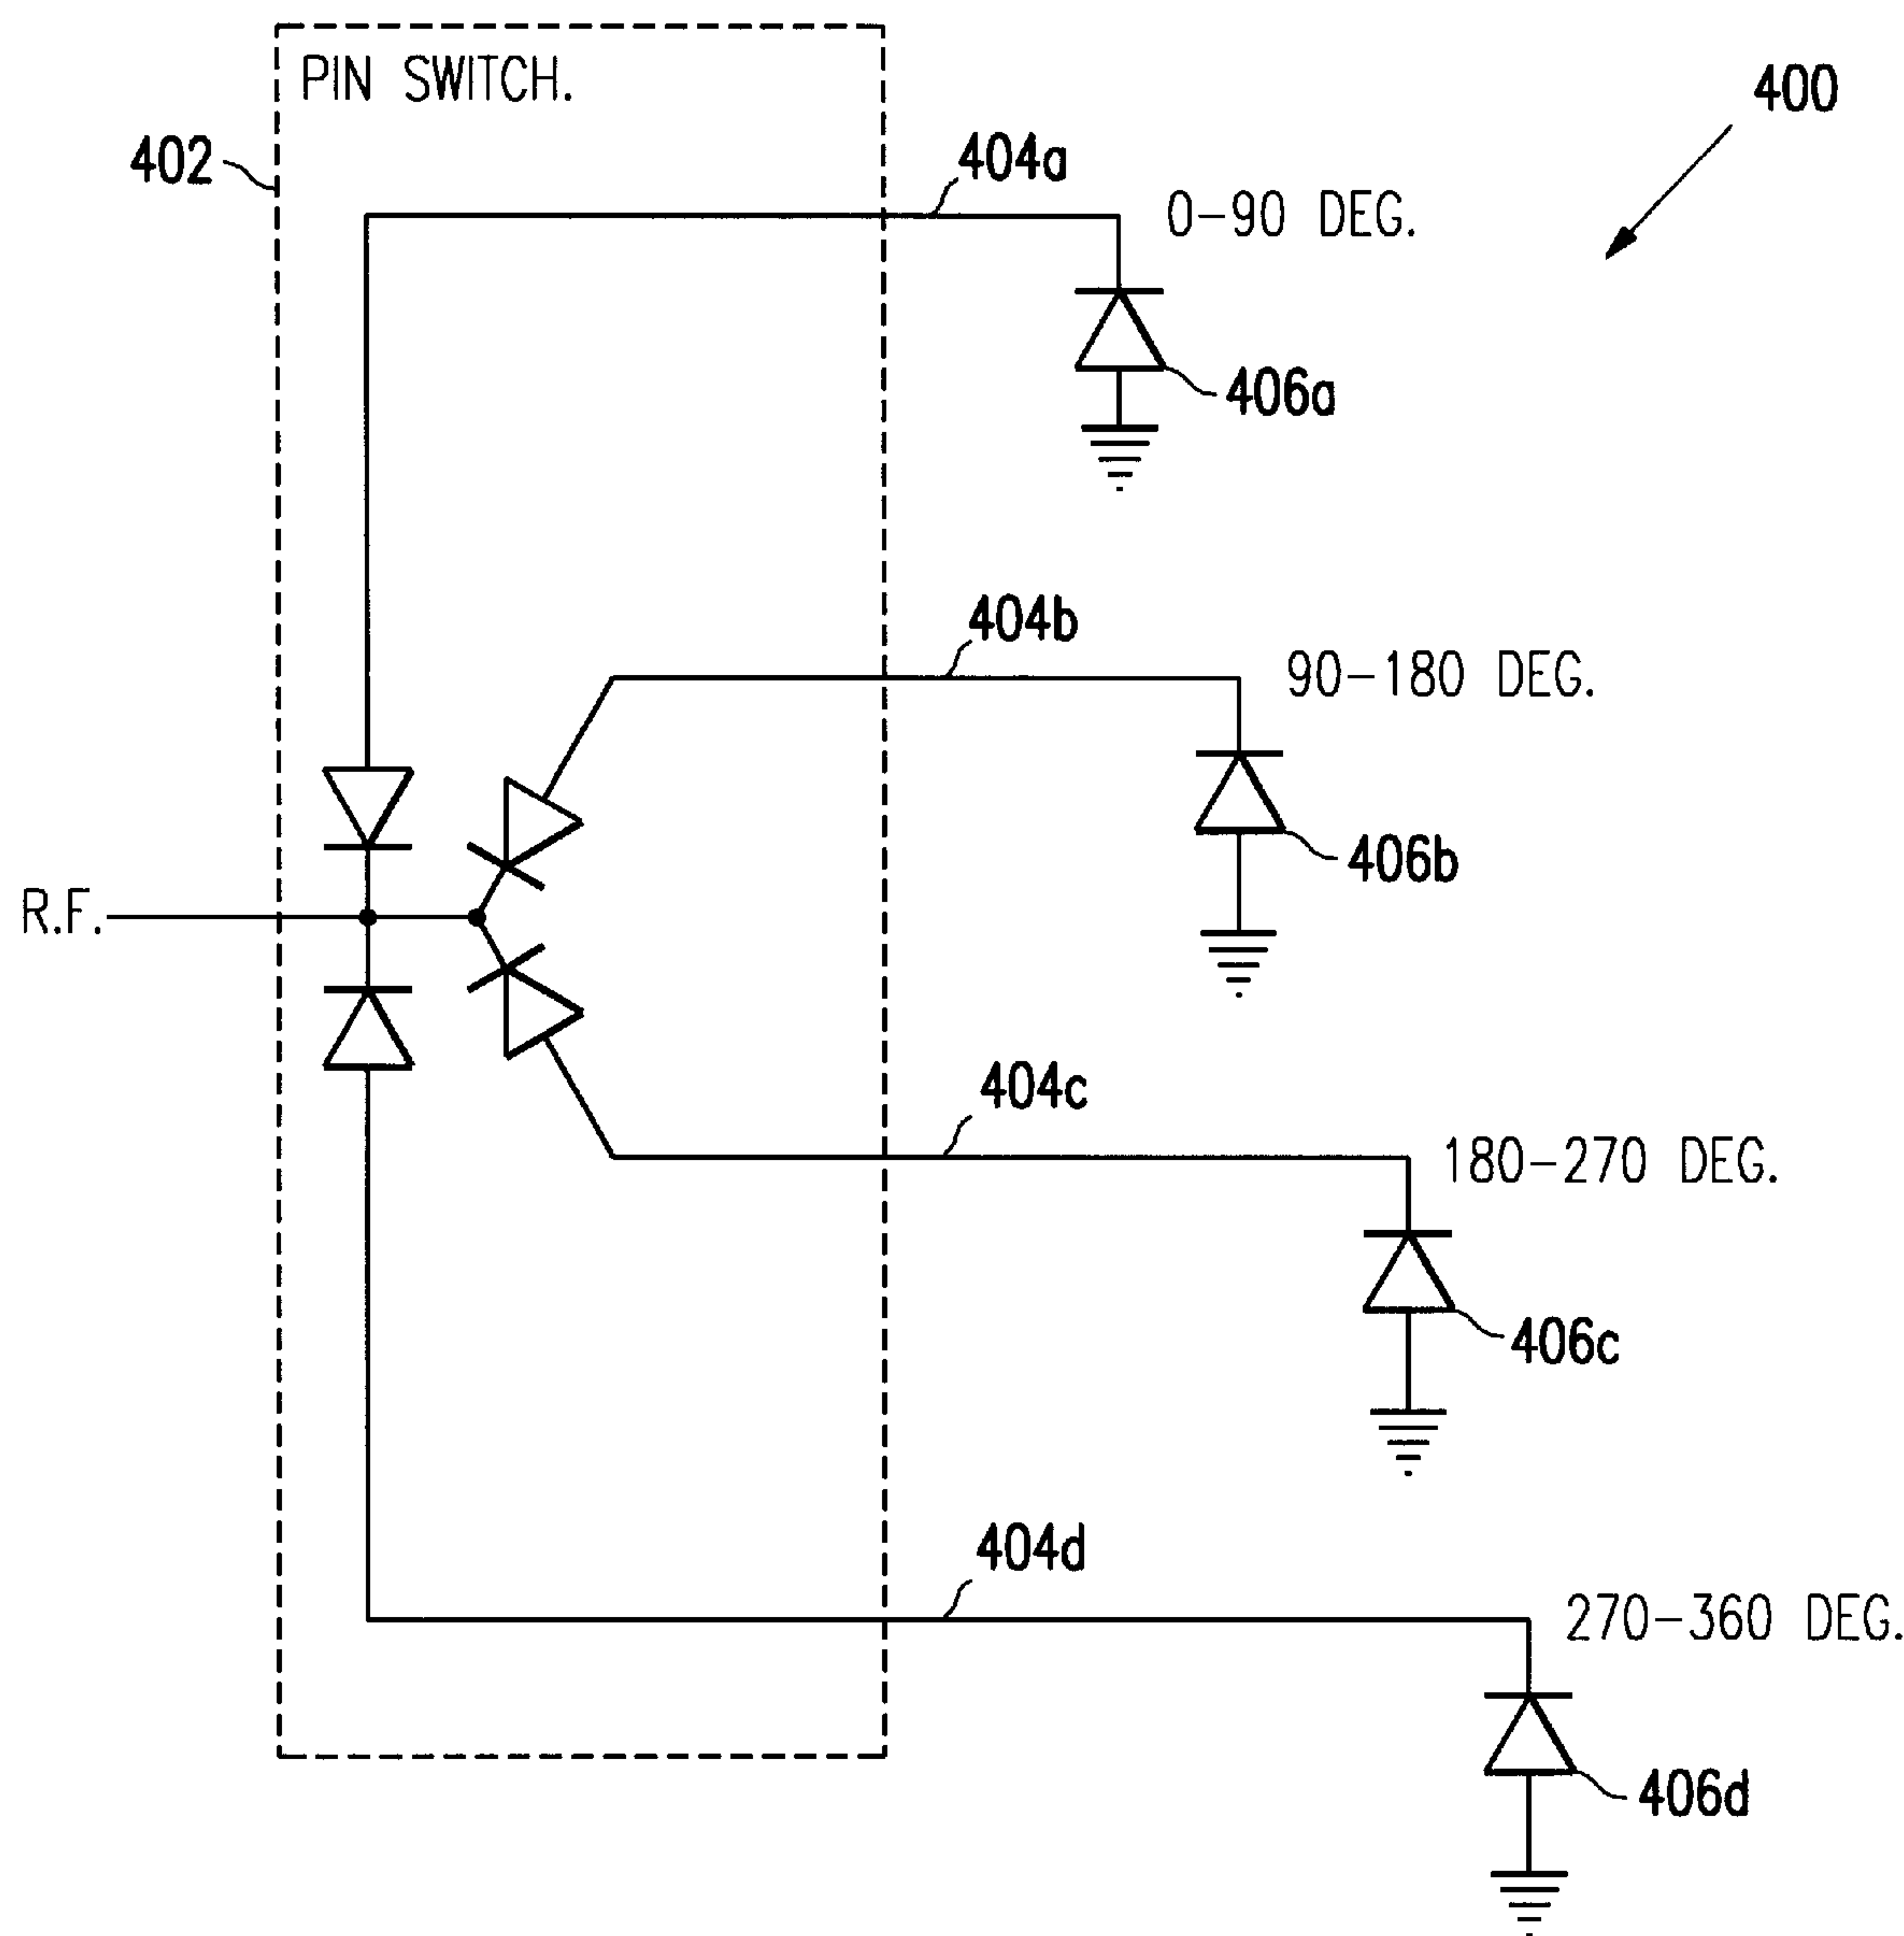 PIN SWITCH.
400
402
404a
0-90 DEG.
406a
404b
90-180 DEG.
406b
R.F.
404c
180-270 DEG.
406c
404d
270-360 DEG.
406d